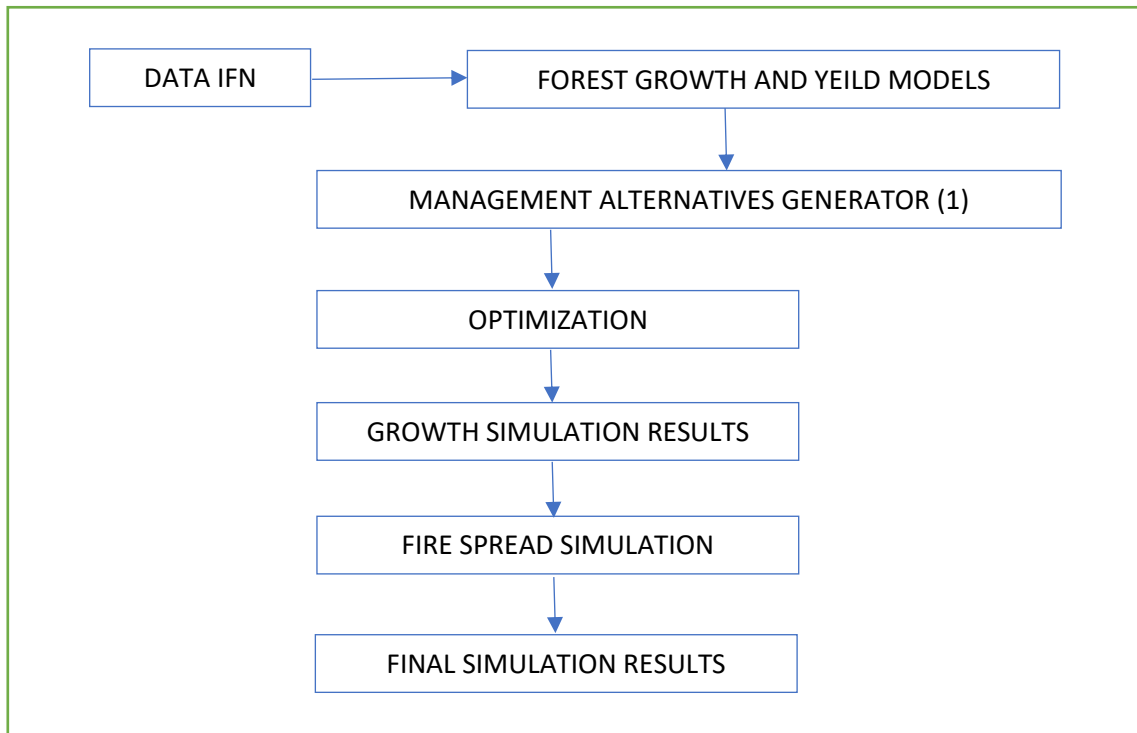 DATA IFN
FOREST GROWTH AND YEILD MODELS
MANAGEMENT ALTERNATIVES GENERATOR (1)
OPTIMIZATION
GROWTH SIMULATION RESULTS
FIRE SPREAD SIMULATION
FINAL SIMULATION RESULTS